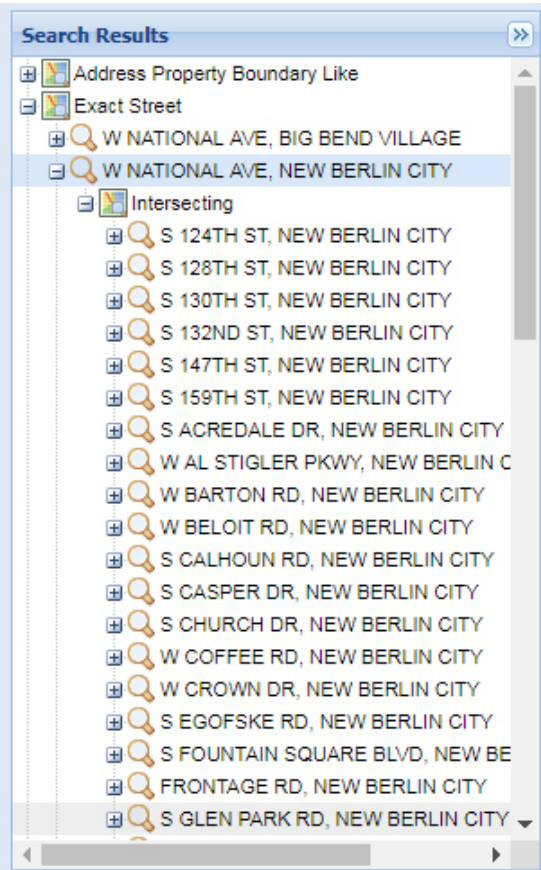 Search Results
Address Property Boundary Like
Exact Street
W NATIONAL AVE, BIG BEND VILLAGE
W NATIONAL AVE, NEW BERLIN CITY
Intersecting
S 124TH ST, NEW BERLIN CITY
S 128TH ST, NEW BERLIN CITY
S 130TH ST, NEW BERLIN CITY
S 132ND ST, NEW BERLIN CITY
S 147TH ST, NEW BERLIN CITY
S 159TH ST, NEW BERLIN CITY
S ACREDALE DR, NEW BERLIN CITY
W AL STIGLER PKWY, NEW BERLIN C
W BARTON RD, NEW BERLIN CITY
W BELOIT RD, NEW BERLIN CITY
S CALHOUN RD, NEW BERLIN CITY
S CASPER DR, NEW BERLIN CITY
S CHURCH DR, NEW BERLIN CITY
W COFFEE RD, NEW BERLIN CITY
W CROWN DR, NEW BERLIN CITY
S EGOFSKE RD, NEW BERLIN CITY
S FOUNTAIN SQUARE BLVD, NEW BE
FRONTAGE RD, NEW BERLIN CITY
S GLEN PARK RD, NEW BERLIN CITY